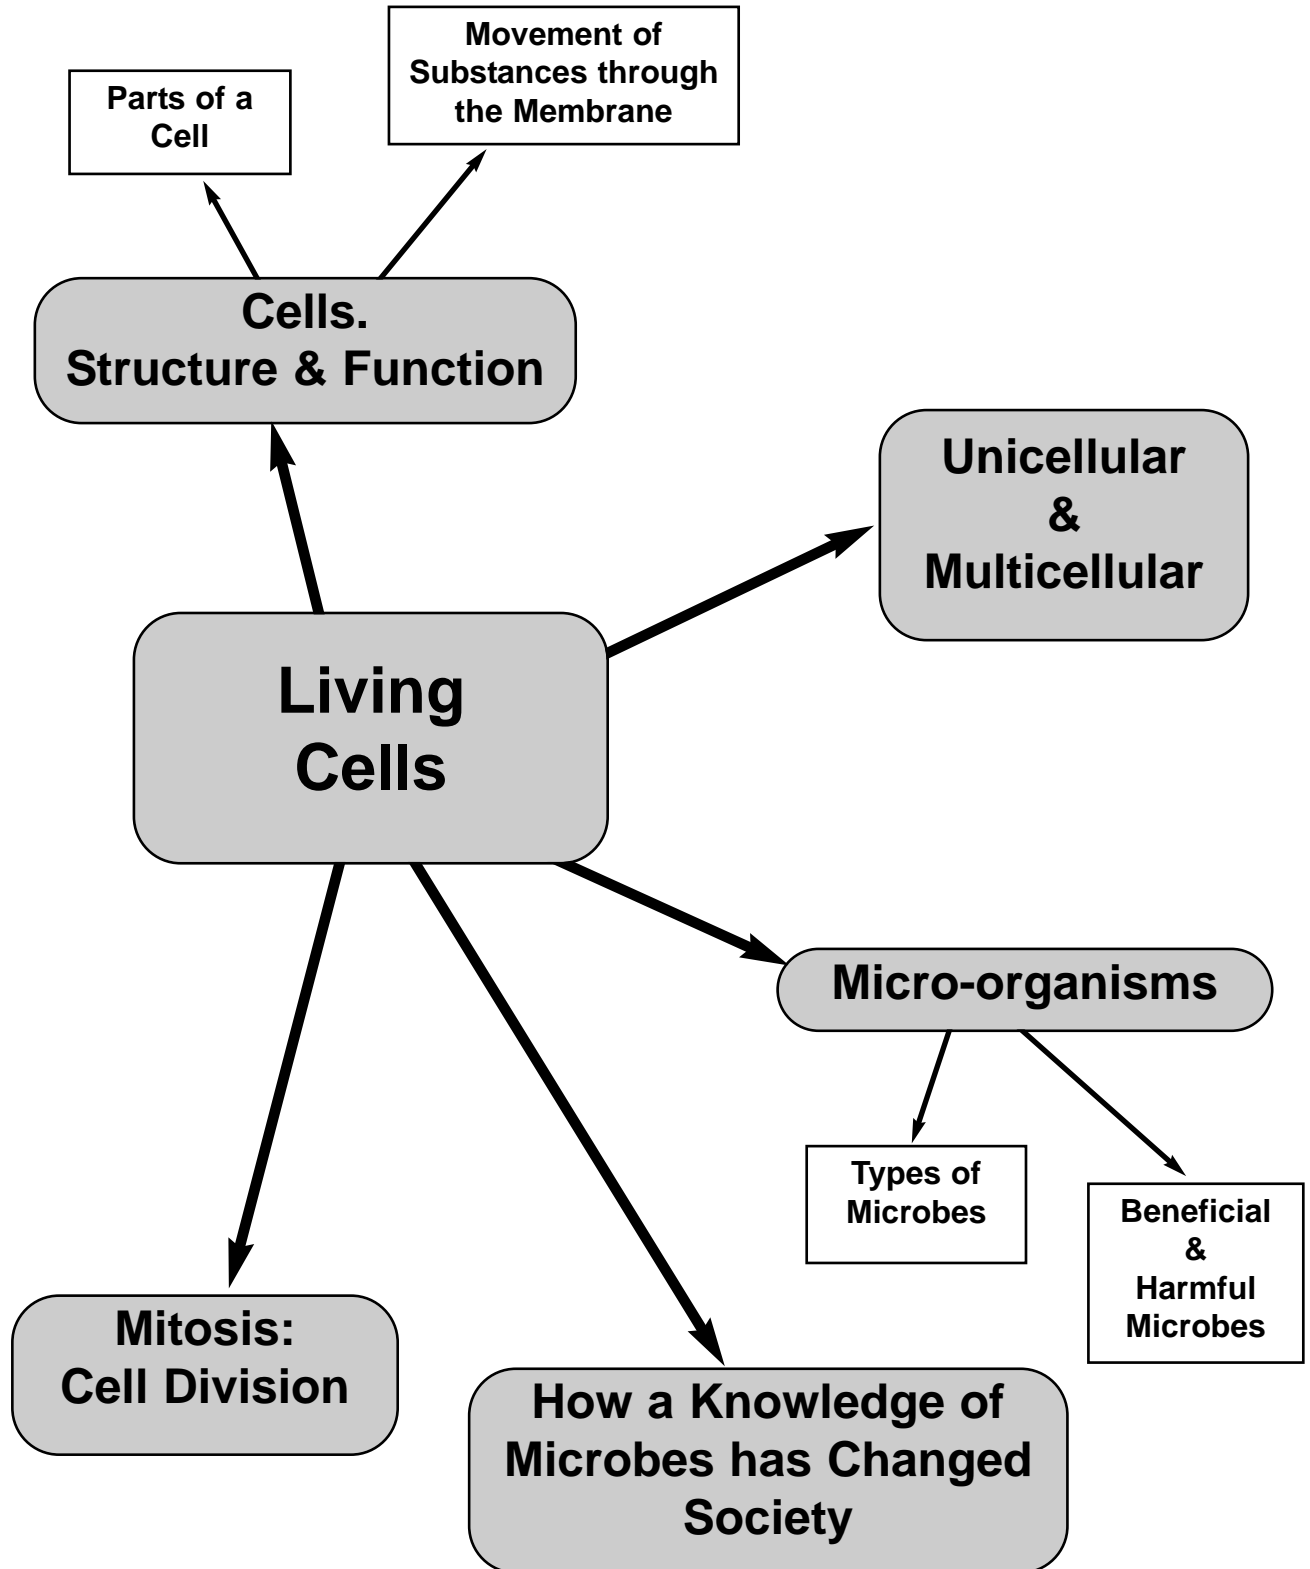 Movement of
Substances through
the Membrane
Parts of a
Cell
Cells.
Structure & Function
Unicellular
&
Multicellular
Living
Cells
Micro-organisms
Types of
Microbes
Beneficial
&
Harmful
Microbes
Mitosis:
Cell Division
How a Knowledge of
Microbes has Changed
Society